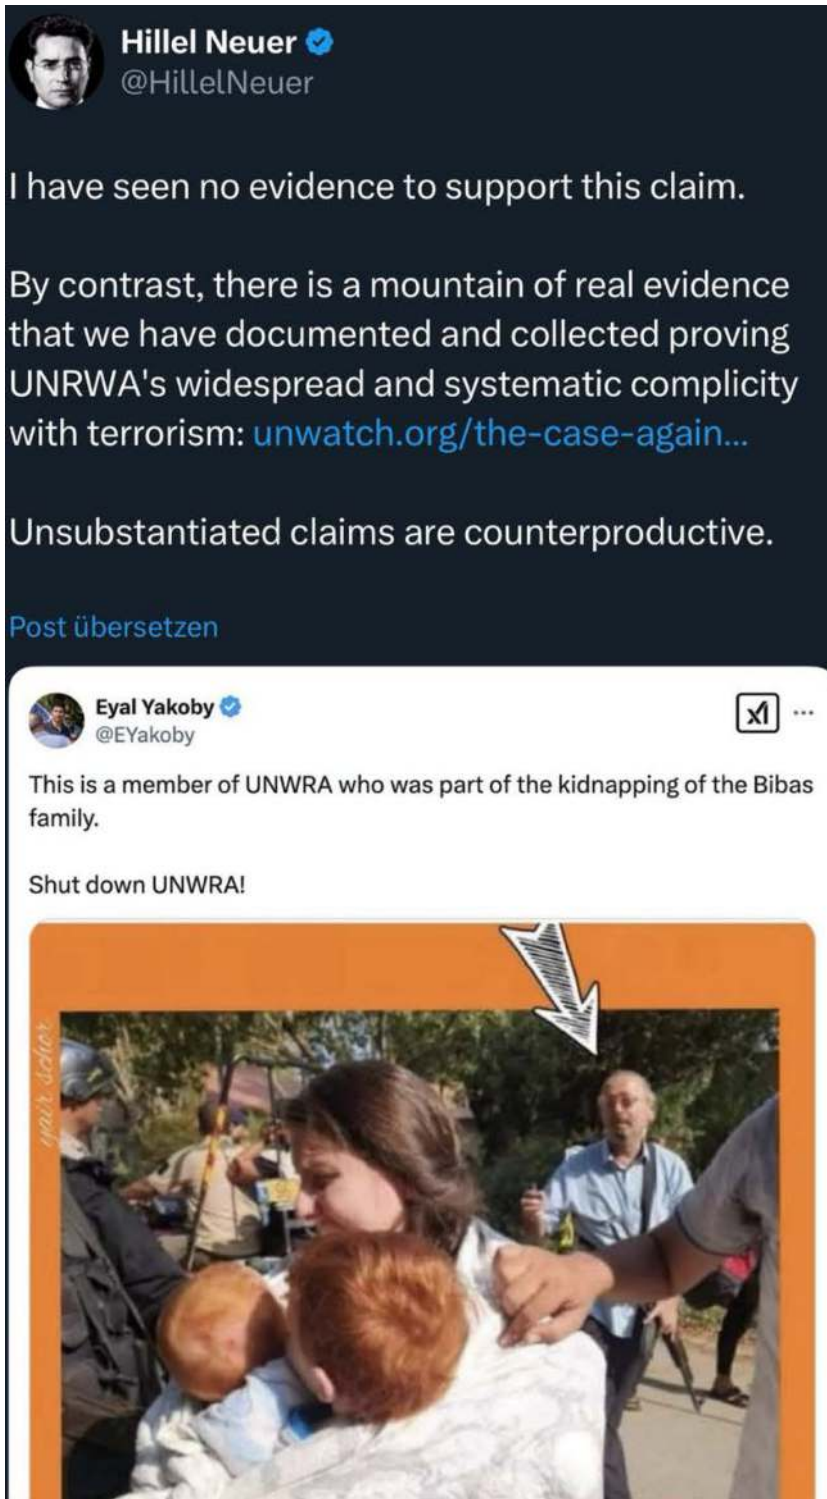 Hillel Neuer
@HillelNeuer
I have seen no evidence to support this claim.
By contrast, there is a mountain of real evidence
that we have documented and collected proving
UNRWA's widespread and systematic complicity
with terrorism: unwatch.org/the-case-again...
Unsubstantiated claims are counterproductive.
Post übersetzen
Eyal Yakoby
@EYakoby
This is a member of UNWRA who was part of the kidnapping of the Bibas
family.
Shut down UNWRA!
yair schor